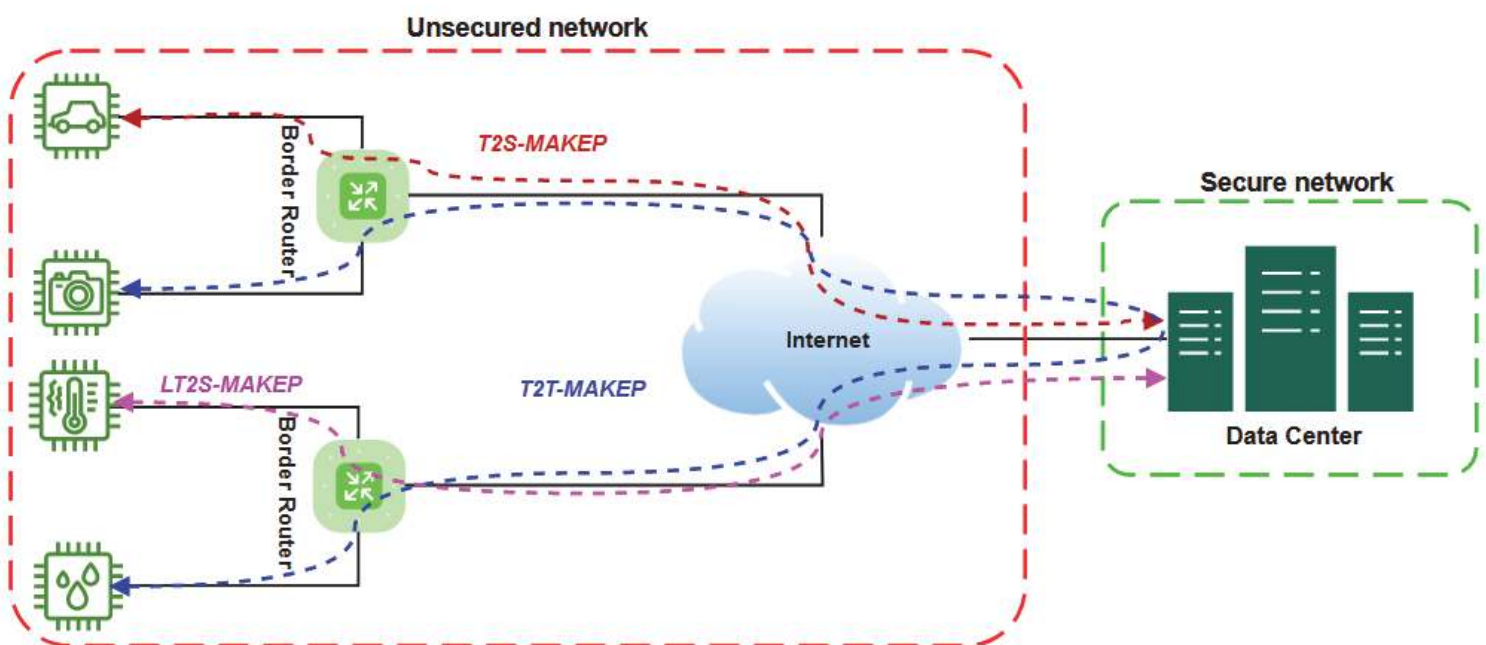 Unsecured network
T2S-MAKEP
Border Router
Secure network
Internet
LT2S-MAKEP
T2T-MAKEP
Border Router
Data Center